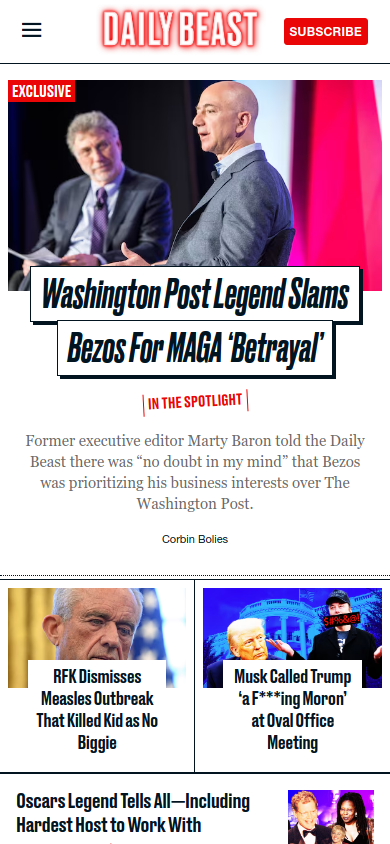 DAILY BEAST
SUBSCRIBE
EXCLUSIVE
Washington Post Legend Slams
Bezos For MAGA ‘Betrayal’
IN THE SPOTLIGHT
Former executive editor Marty Baron told the Daily
Beast there was “no doubt in my mind” that Bezos
was prioritizing his business interests over The
Washington Post.
Corbin Bolies
RFK Dismisses
Measles Outbreak
That Killed Kid as No
Biggie
$#%&@!
Musk Called Trump
‘a F***ing Moron’
at Oval Office
Meeting
Oscars Legend Tells All—Including
Hardest Host to Work With